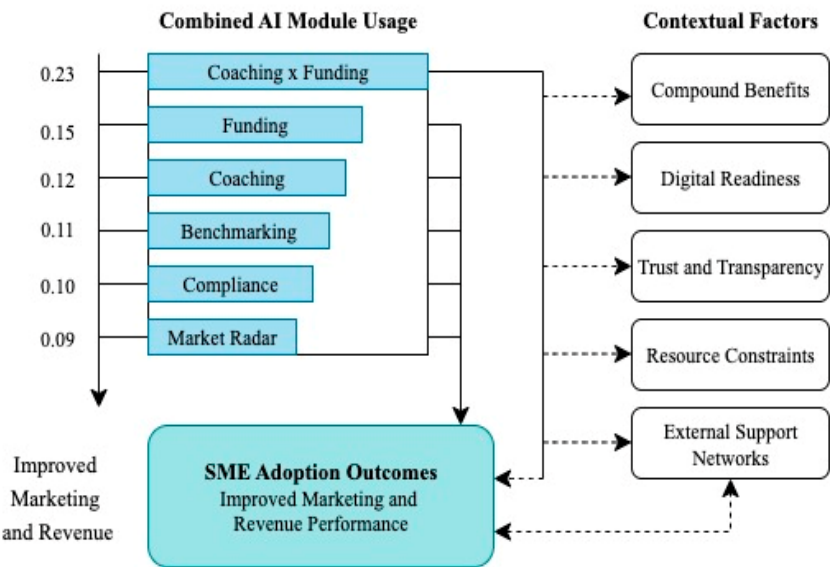 Combined AI Module Usage
Contextual Factors
0.23
Coaching x Funding
Compound Benefits
0.15
Funding
0.12
Coaching
Digital Readiness
0.11
Benchmarking
Trust and Transparency
0.10
Compliance
0.09
Market Radar
Resource Constraints
External Support
Networks
Improved
Marketing
and Revenue
SME Adoption Outcomes
Improved Marketing and
Revenue Performance